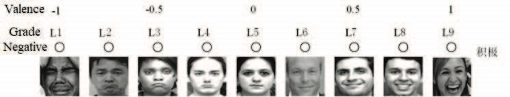 Valence -1 -0.5 0 0.5 1
Grade L1 L2 L3 L4 L5 L6 L7 L8 L9
Negative 积极